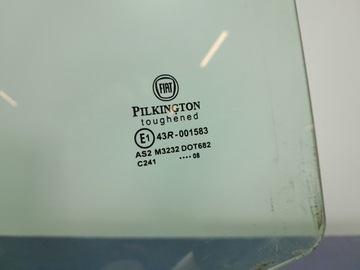 FIAT
PILKINGTON
toughened
E1 43R-001583
AS2 M3232 DOT682
C241 •••• 08